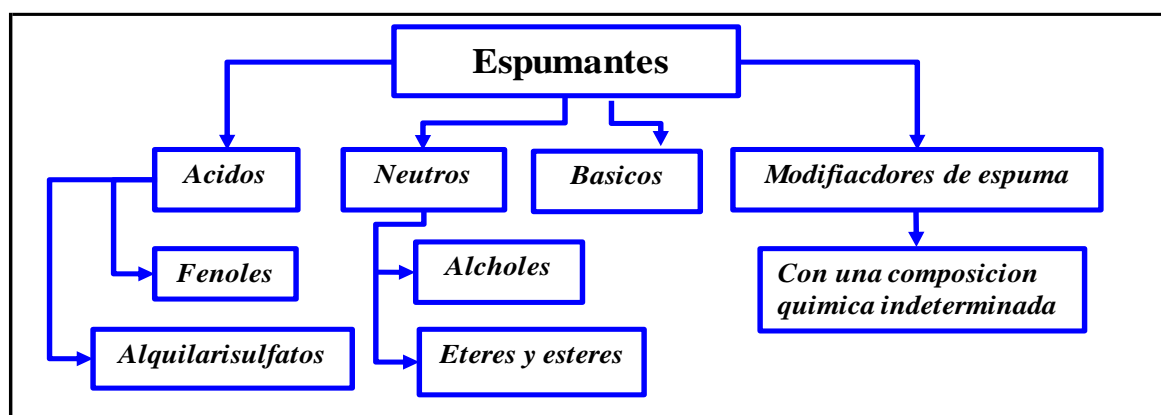 Espumantes
Acidos
Neutros
Basicos
Modifiacdores de espuma
Fenoles
Alcholes
Con una composicion
quimica indeterminada
Alquilarisulfatos
Eteres y esteres